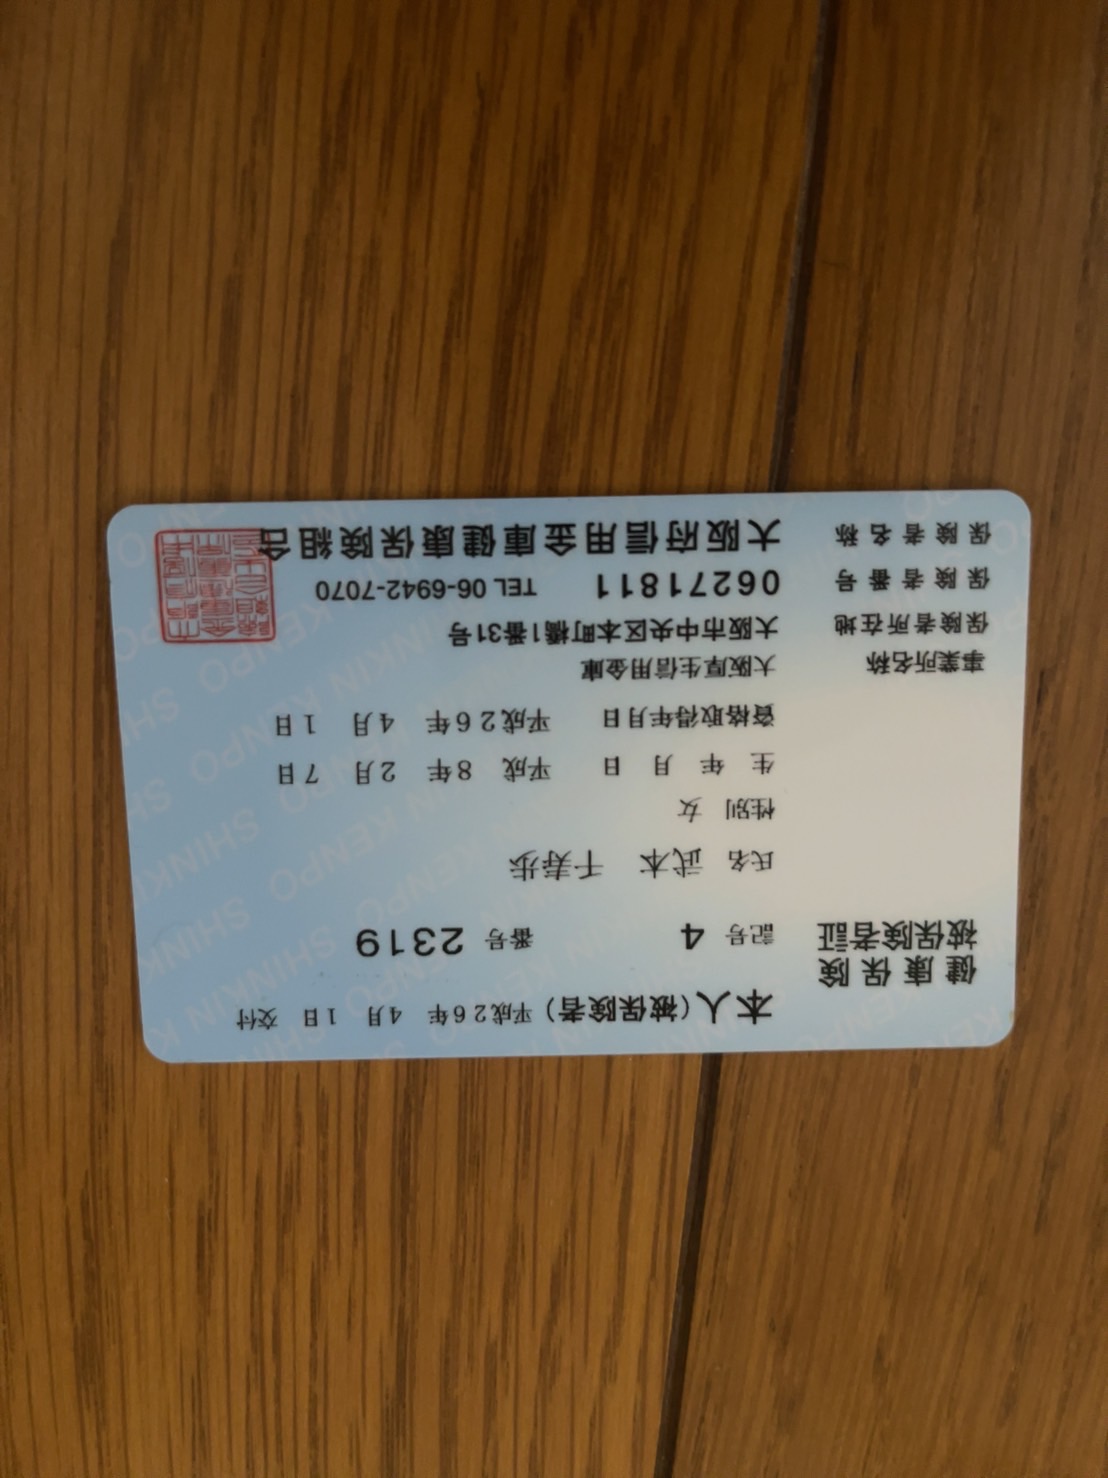 健康保険
被保険者証
本人(被保険者) 平成26年 4月 1日 交付
記号 4 番号 2319
氏名 武本 千寿歩
性別 女
生年月日 平成 8年 2月 7日
資格取得年月日 平成26年 4月 1日
事業所名称 大阪厚生信用金庫
保険者所在地 大阪市中央区本町橋1番31号
保険者番号 06271811 TEL 06-6942-7070
保険者名称 大阪府信用金庫健康保険組合
SHINKIN KENPO